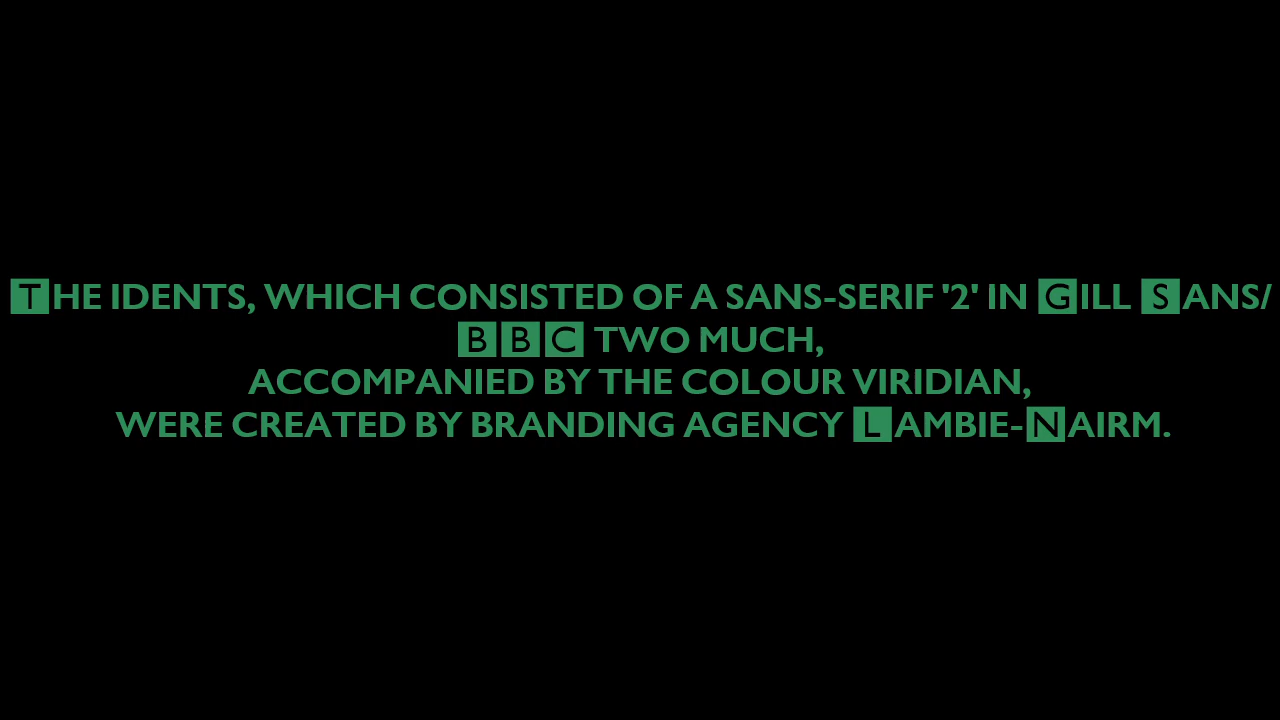 THE IDENTS, WHICH CONSISTED OF A SANS-SERIF '2' IN GILL SANS/
BBC TWO MUCH,
ACCOMPANIED BY THE COLOUR VIRIDIAN,
WERE CREATED BY BRANDING AGENCY LAMBIE-NAIRM.